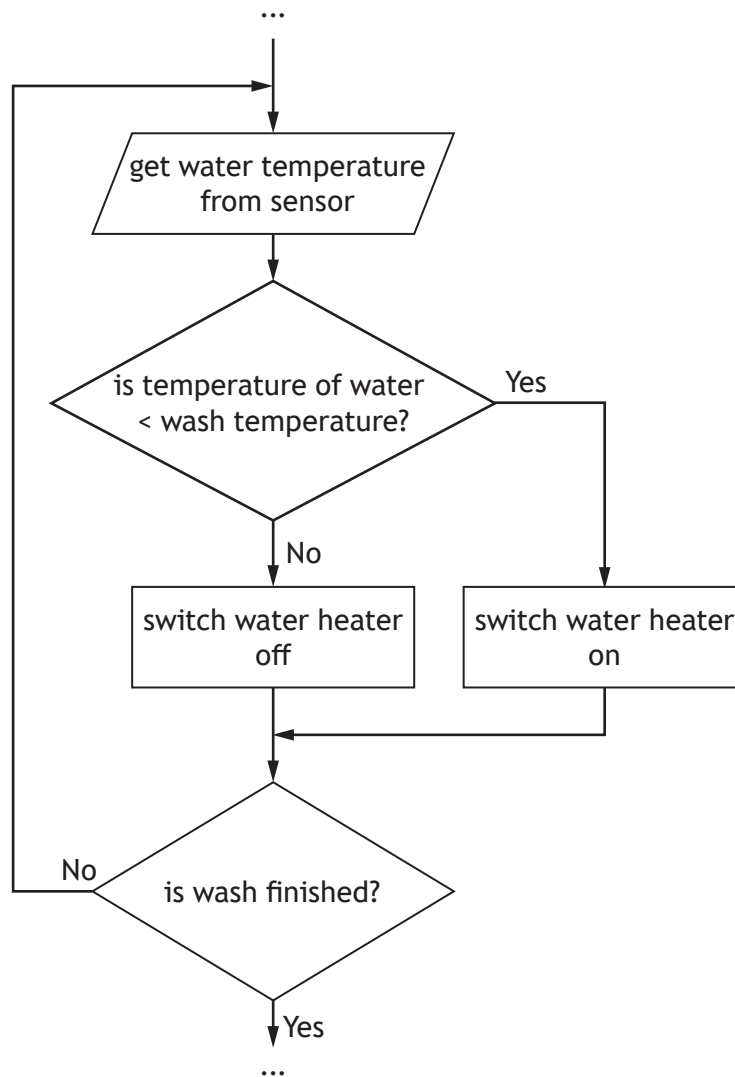 ...
get water temperature
from sensor
is temperature of water
< wash temperature?
Yes
No
switch water heater
off
switch water heater
on
No
is wash finished?
Yes
...